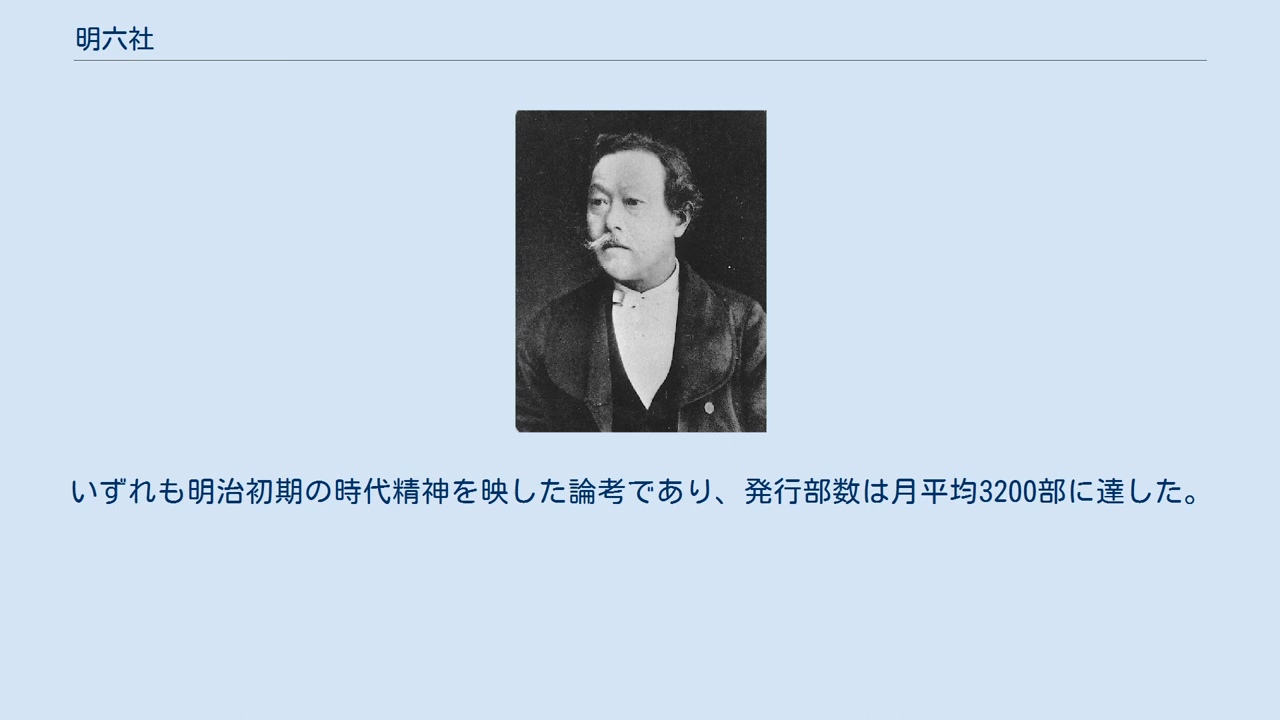 明六社
いずれも明治初期の時代精神を映した論考であり、発行部数は月平均3200部に達した。